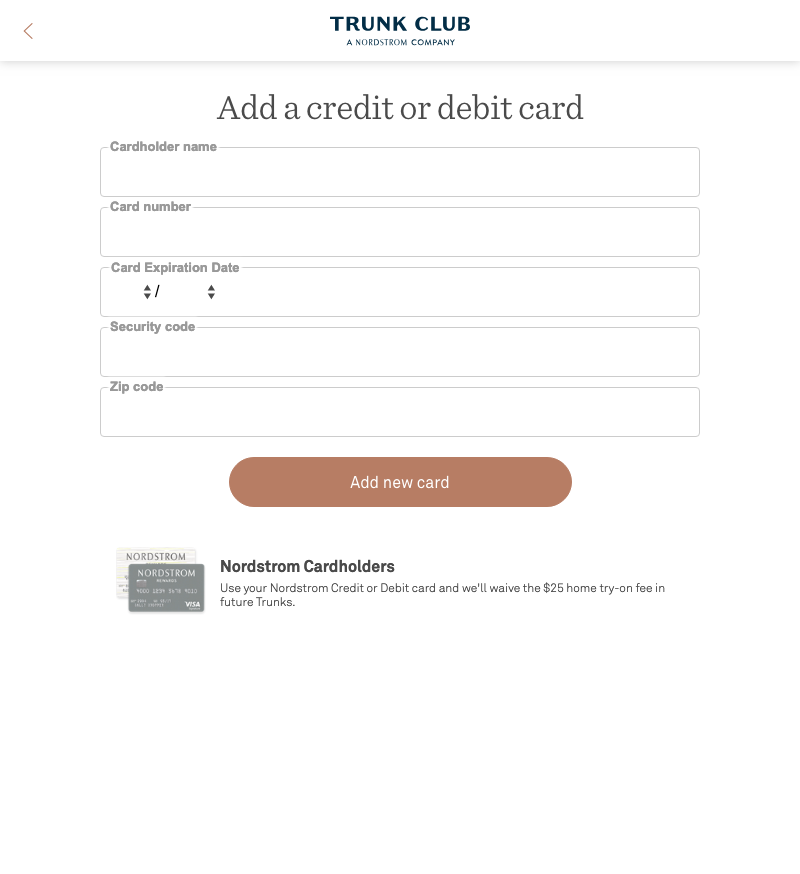 TRUNK CLUB
A NORDSTROM COMPANY
Add a credit or debit card
Cardholder name
Card number
Card Expiration Date
/
Security code
Zip code
Add new card
NORDSTROM
NORDSTROM
REWARDS
VISA
Nordstrom Cardholders
Use your Nordstrom Credit or Debit card and we'll waive the $25 home try-on fee in
future Trunks.